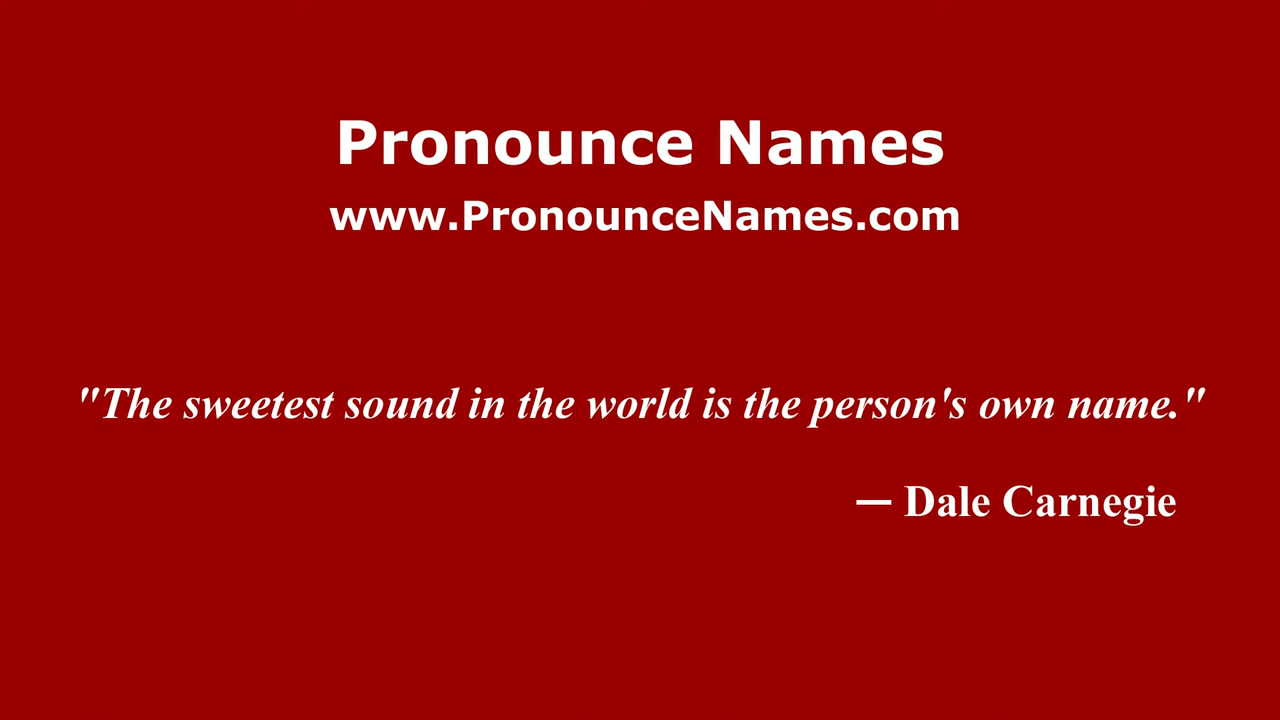 Pronounce Names
www.PronounceNames.com
"The sweetest sound in the world is the person's own name."
— Dale Carnegie